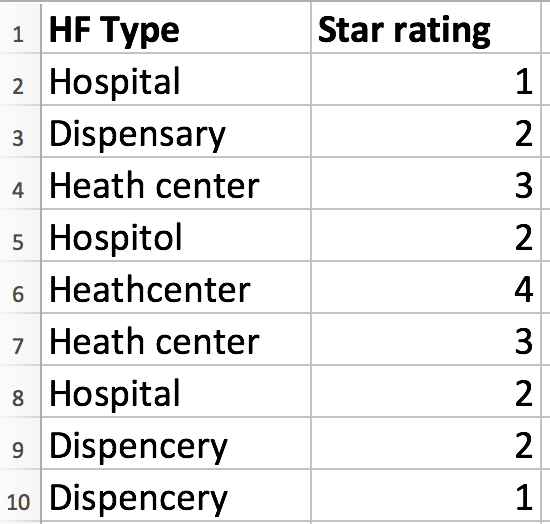 1 HF Type Star rating
2 Hospital 1
3 Dispensary 2
4 Heath center 3
5 Hospitol 2
6 Heathcenter 4
7 Heath center 3
8 Hospital 2
9 Dispencery 2
10 Dispencery 1